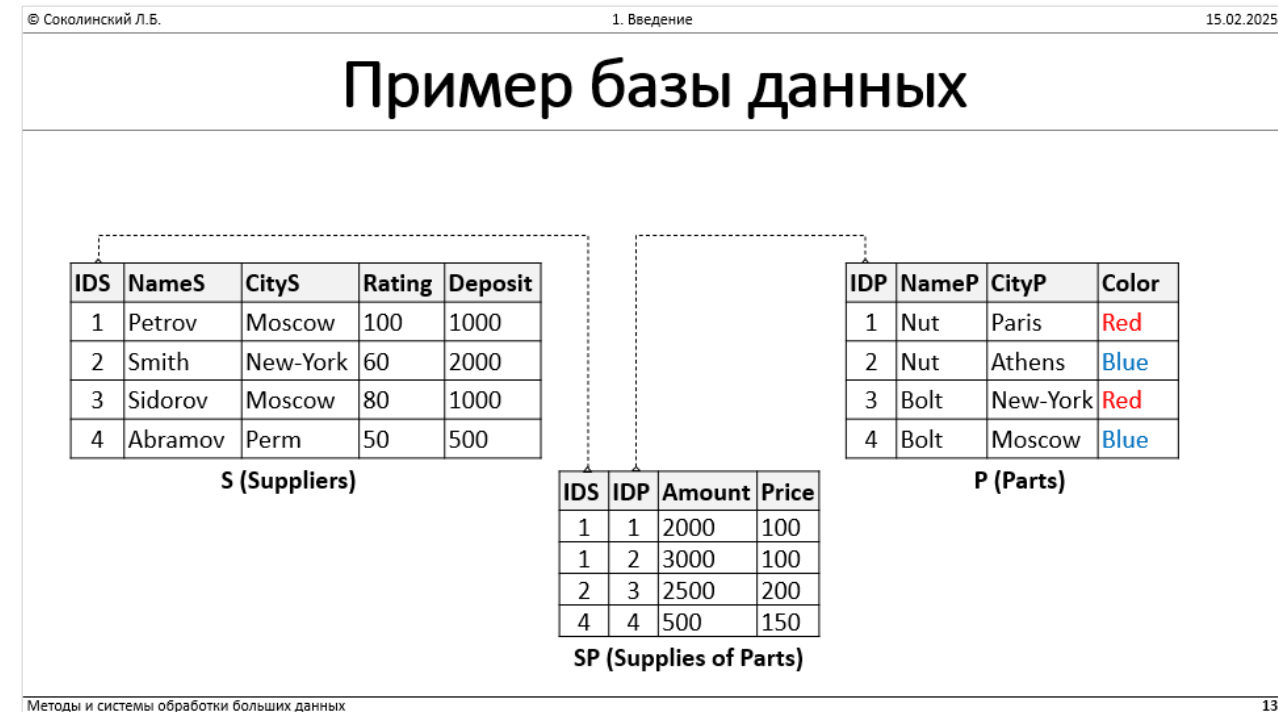 © Соколинский Л.Б. 1. Введение 15.02.2025
Пример базы данных
IDS NameS CityS Rating Deposit
1 Petrov Moscow 100 1000
2 Smith New-York 60 2000
3 Sidorov Moscow 80 1000
4 Abramov Perm 50 500
S (Suppliers)
IDP NameP CityP Color
1 Nut Paris Red
2 Nut Athens Blue
3 Bolt New-York Red
4 Bolt Moscow Blue
P (Parts)
IDS IDP Amount Price
1 1 2000 100
1 2 3000 100
2 3 2500 200
4 4 500 150
SP (Supplies of Parts)
Методы и системы обработки больших данных 13